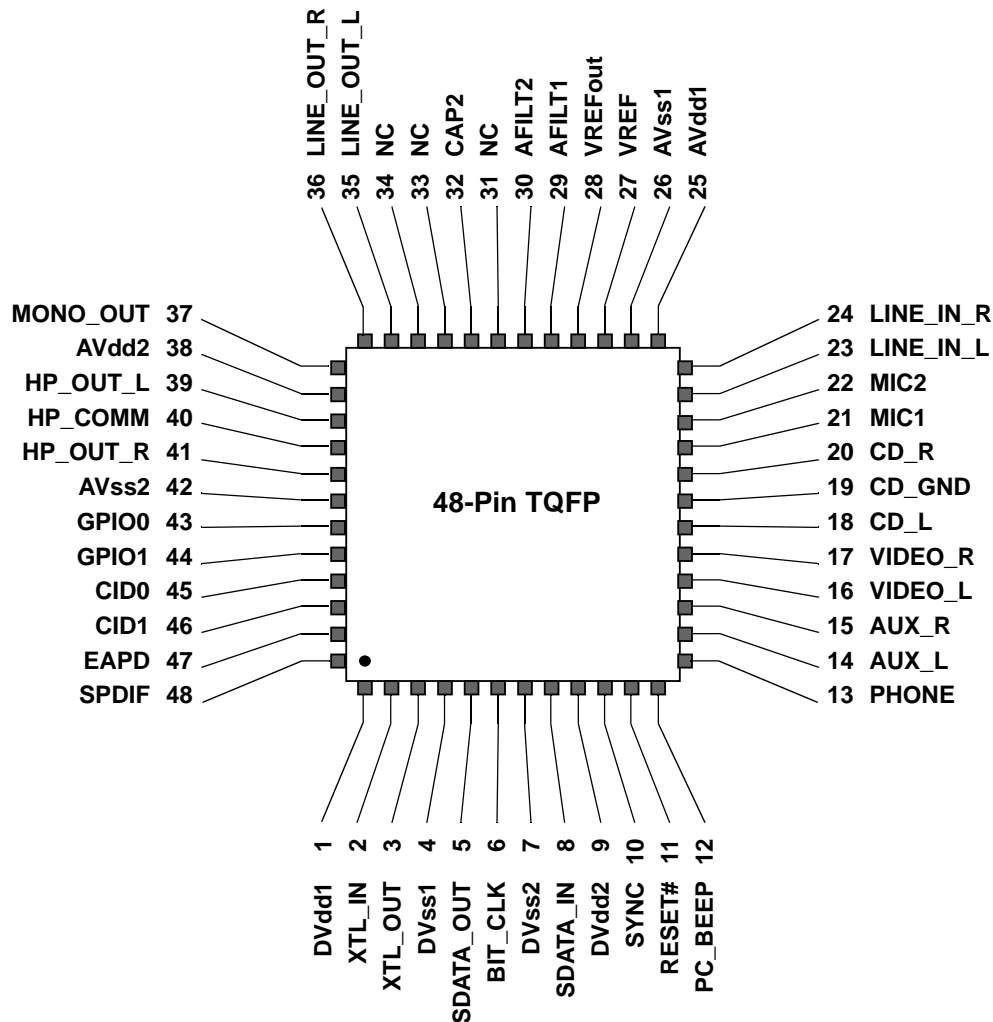 36 LINE_OUT_R
35 LINE_OUT_L
34 NC
33 NC
32 CAP2
31 NC
30 AFILT2
29 AFILT1
28 VREFout
27 VREF
26 AVss1
25 AVdd1
MONO_OUT 37
AVdd2 38
HP_OUT_L 39
HP_COMM 40
HP_OUT_R 41
AVss2 42
GPIO0 43
GPIO1 44
CID0 45
CID1 46
EAPD 47
SPDIF 48
48-Pin TQFP
24 LINE_IN_R
23 LINE_IN_L
22 MIC2
21 MIC1
20 CD_R
19 CD_GND
18 CD_L
17 VIDEO_R
16 VIDEO_L
15 AUX_R
14 AUX_L
13 PHONE
DVdd1 1
XTL_IN 2
XTL_OUT 3
DVss1 4
SDATA_OUT 5
BIT_CLK 6
DVss2 7
SDATA_IN 8
DVdd2 9
SYNC 10
RESET# 11
PC_BEEP 12